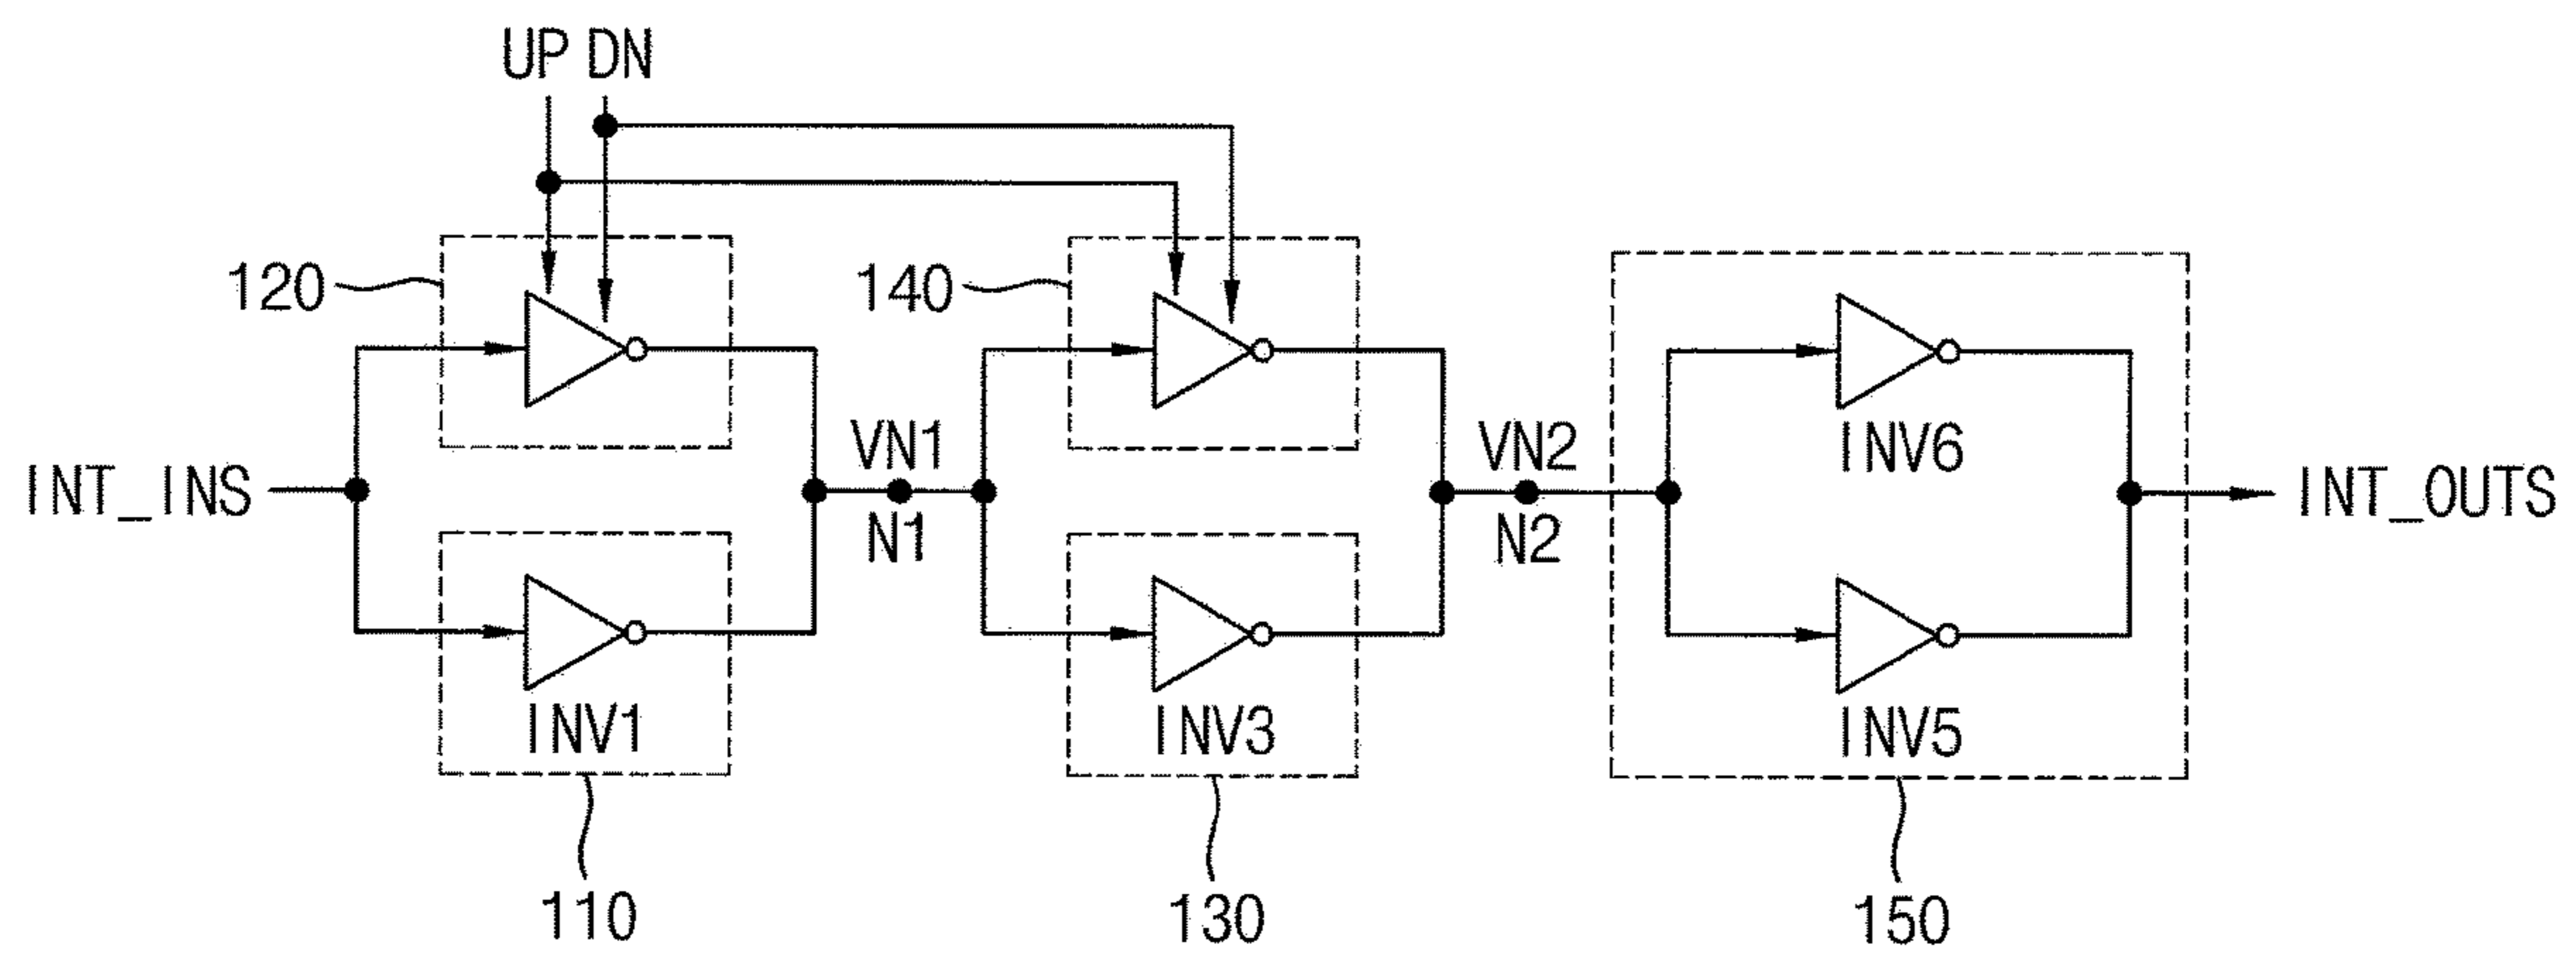 UP DN
120
140
VN1
VN2
INV6
INT_INS
INT_OUTS
N1
N2
INV1
INV3
INV5
110
130
150